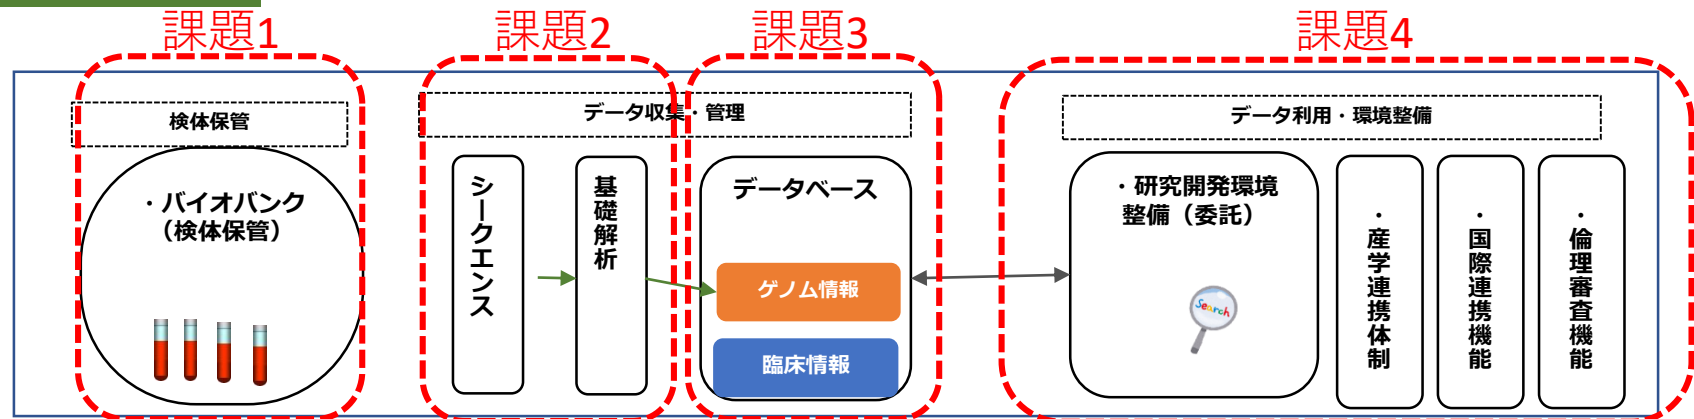 課題1
課題2
課題3
課題4
検体保管
データ収集・管理
データ利用・環境整備
・バイオバンク
（検体保管）
シークエンス
基礎解析
データベース
ゲノム情報
臨床情報
・研究開発環境
整備（委託）
Search
・産学連携体制
・国際連携機能
・倫理審査機能